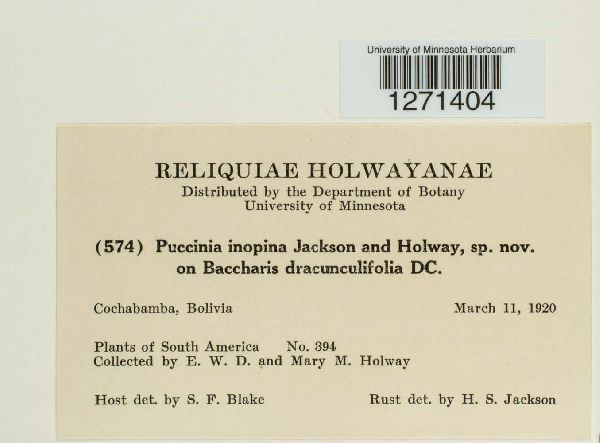 University of Minnesota Herbarium
1271404
RELIQUIAE HOLWAYANAE
Distributed by the Department of Botany
University of Minnesota
(574) Puccinia inopina Jackson and Holway, sp. nov.
on Baccharis dracunculifolia DC.
Cochabamba, Bolivia March 11, 1920
Plants of South America No. 394
Collected by E. W. D. and Mary M. Holway
Host det. by S. F. Blake Rust det. by H. S. Jackson